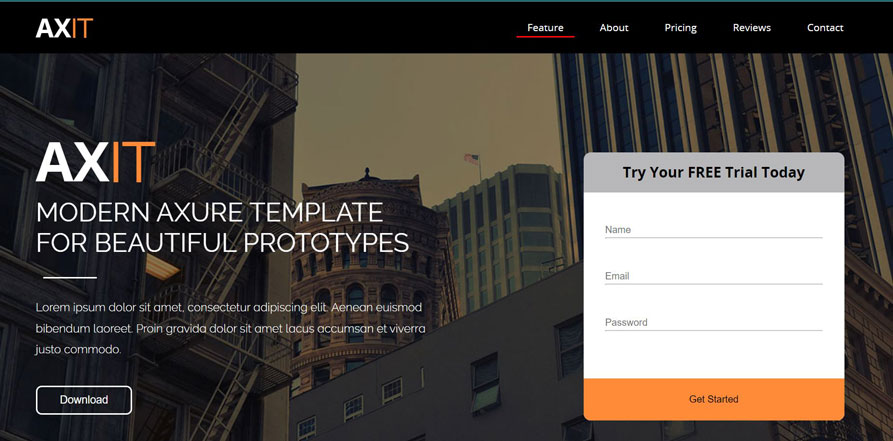 AXIT
Feature About Pricing Reviews Contact
AXIT
MODERN AXURE TEMPLATE
FOR BEAUTIFUL PROTOTYPES
Lorem ipsum dolor sit amet, consectetur adipiscing elit. Aenean euismod
bibendum laoreet. Proin gravida dolor sit amet lacus accumsan et viverra
justo commodo.
Download
Try Your FREE Trial Today
Name
Email
Password
Get Started